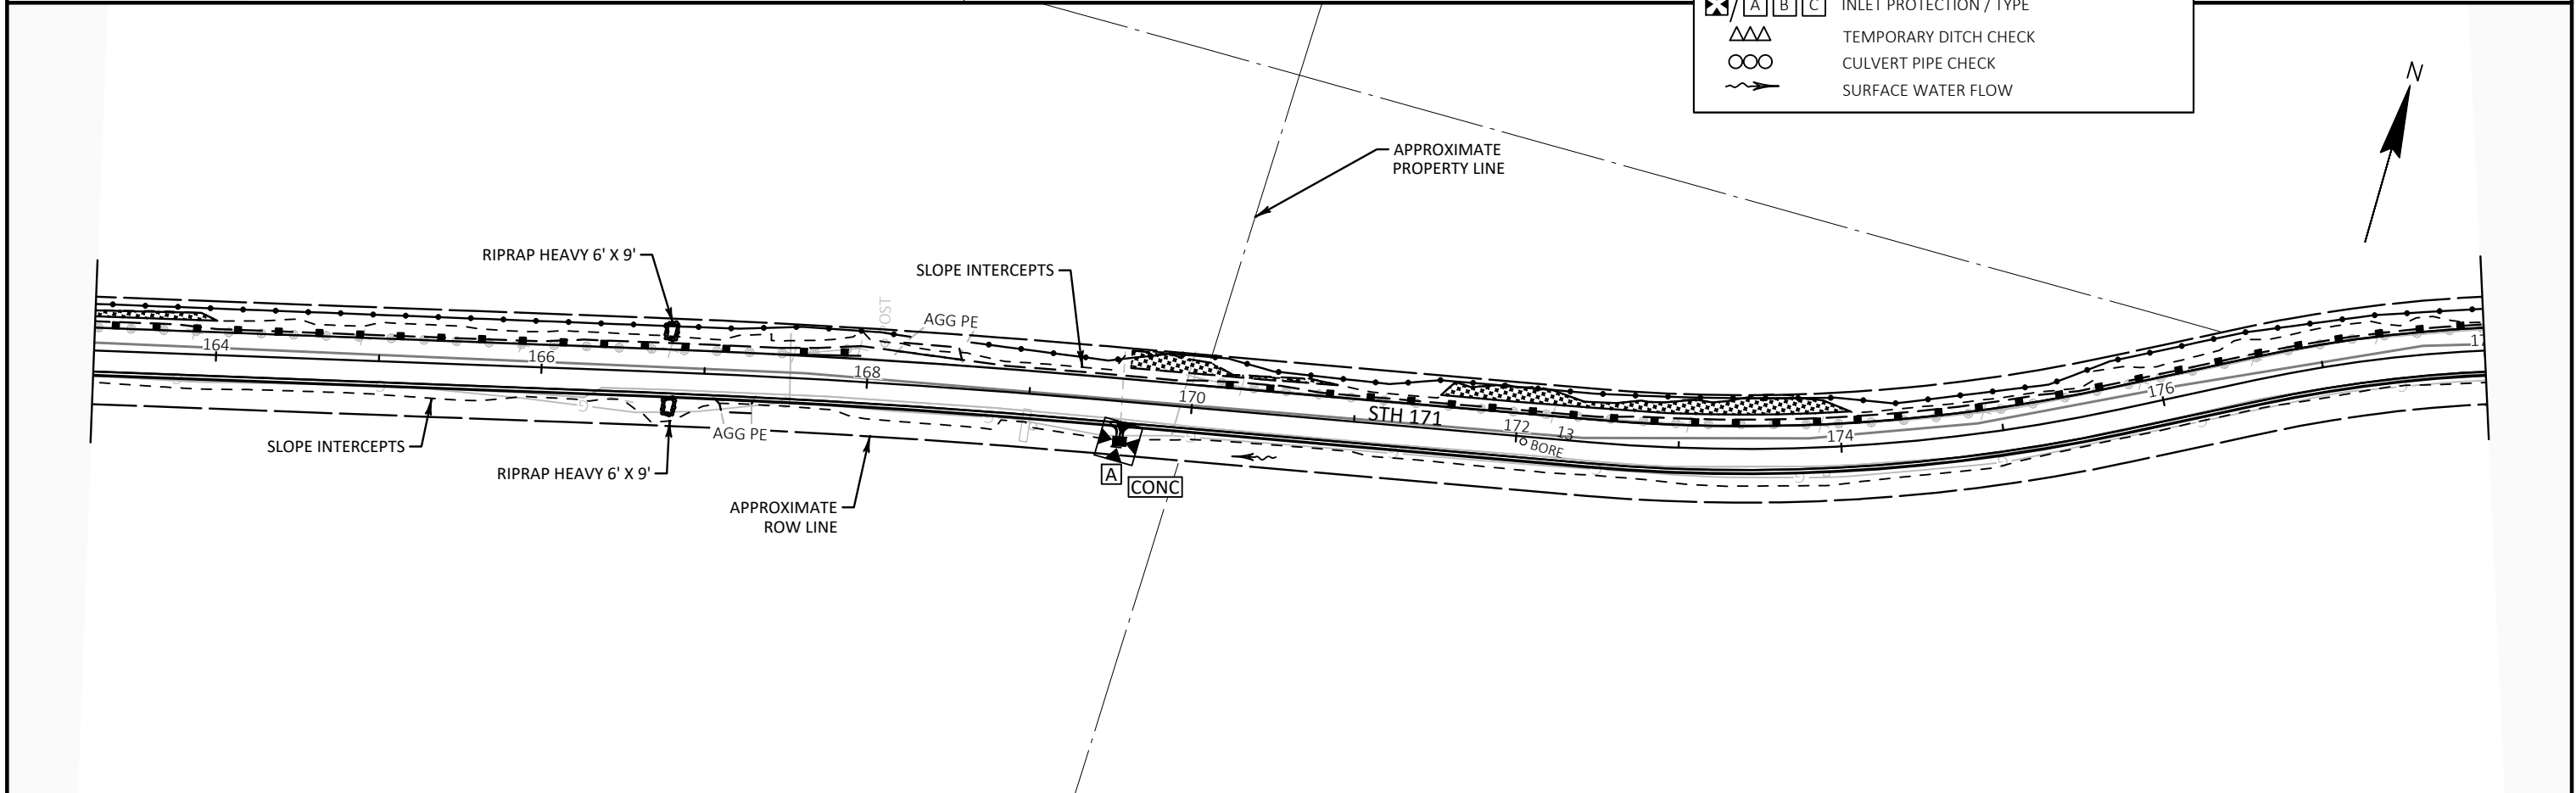 A B C INLET PROTECTION / TYPE
TEMPORARY DITCH CHECK
CULVERT PIPE CHECK
SURFACE WATER FLOW
N
APPROXIMATE
PROPERTY LINE
RIPRAP HEAVY 6' X 9'
SLOPE INTERCEPTS
AGG PE
164
166
168
170
STH 171
172
13
BORE
174
176
AGG PE
SLOPE INTERCEPTS
RIPRAP HEAVY 6' X 9'
A
CONC
APPROXIMATE
ROW LINE